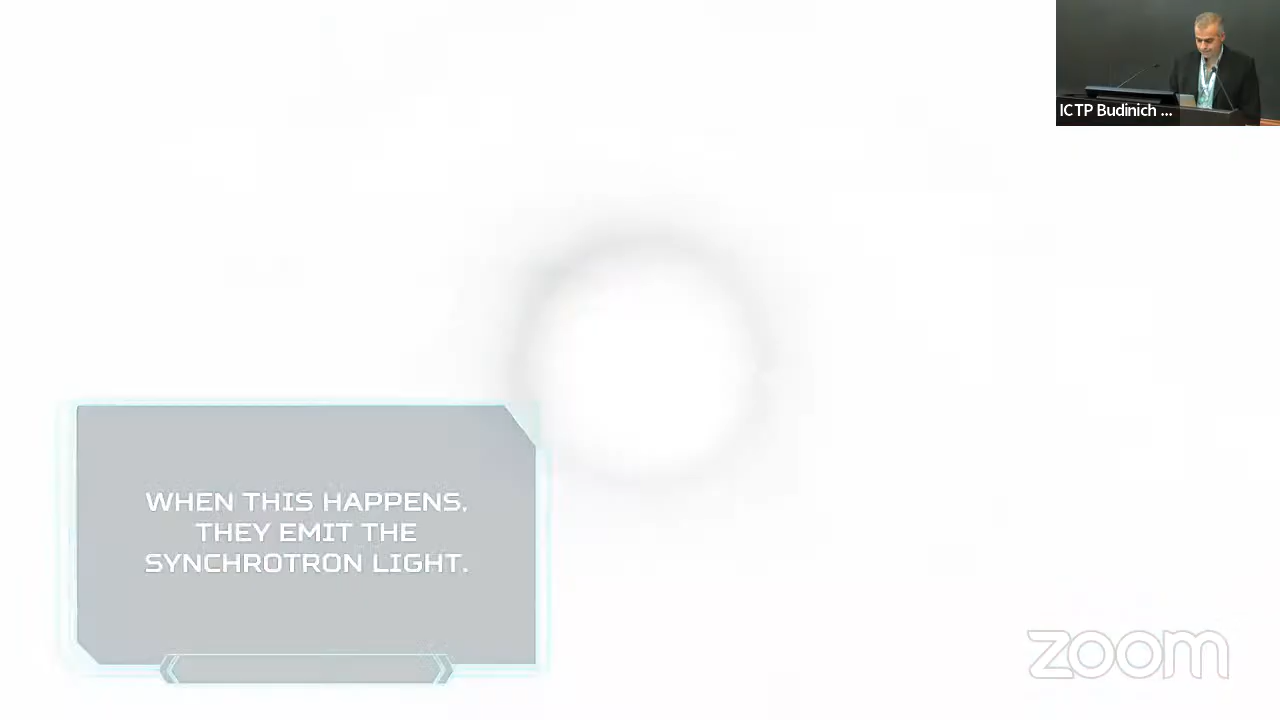 ICTP Budinich ...
WHEN THIS HAPPENS,
THEY EMIT THE
SYNCHROTRON LIGHT.
zoom